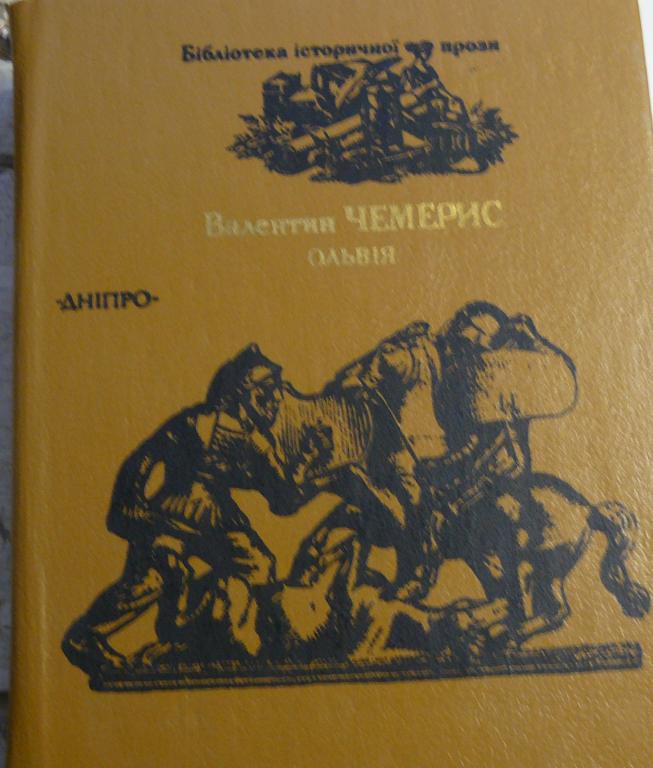 Бібліотека історичної прози
Валентин ЧЕМЕРИС
ОЛЬВІЯ
·ДНІПРО·